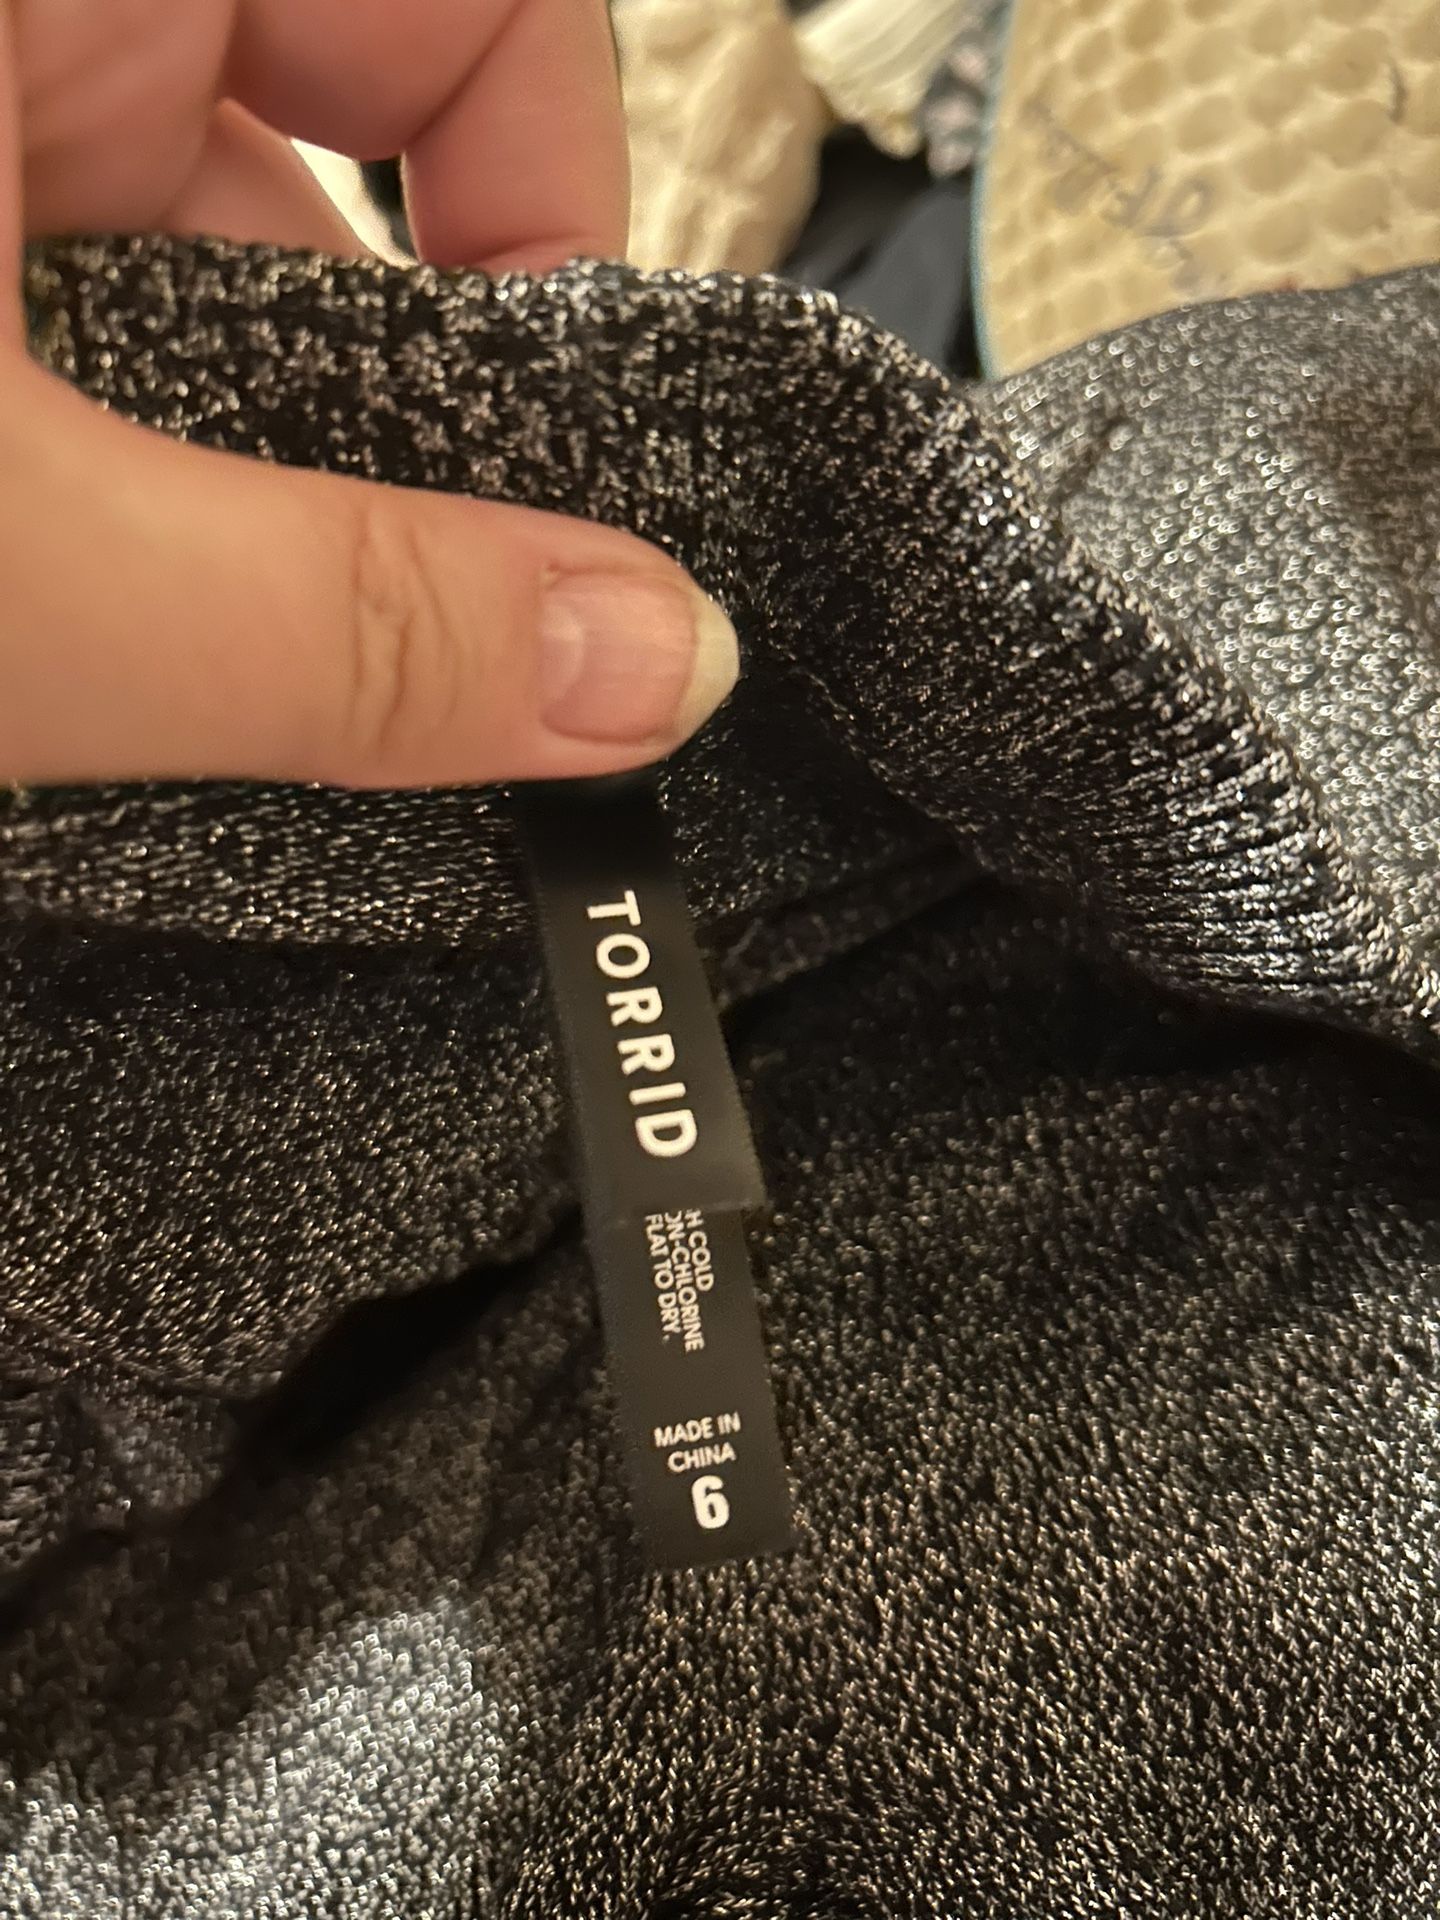 TORRID
H COLD
ON-CHLORINE
FLAT TO DRY.
MADE IN
CHINA
6